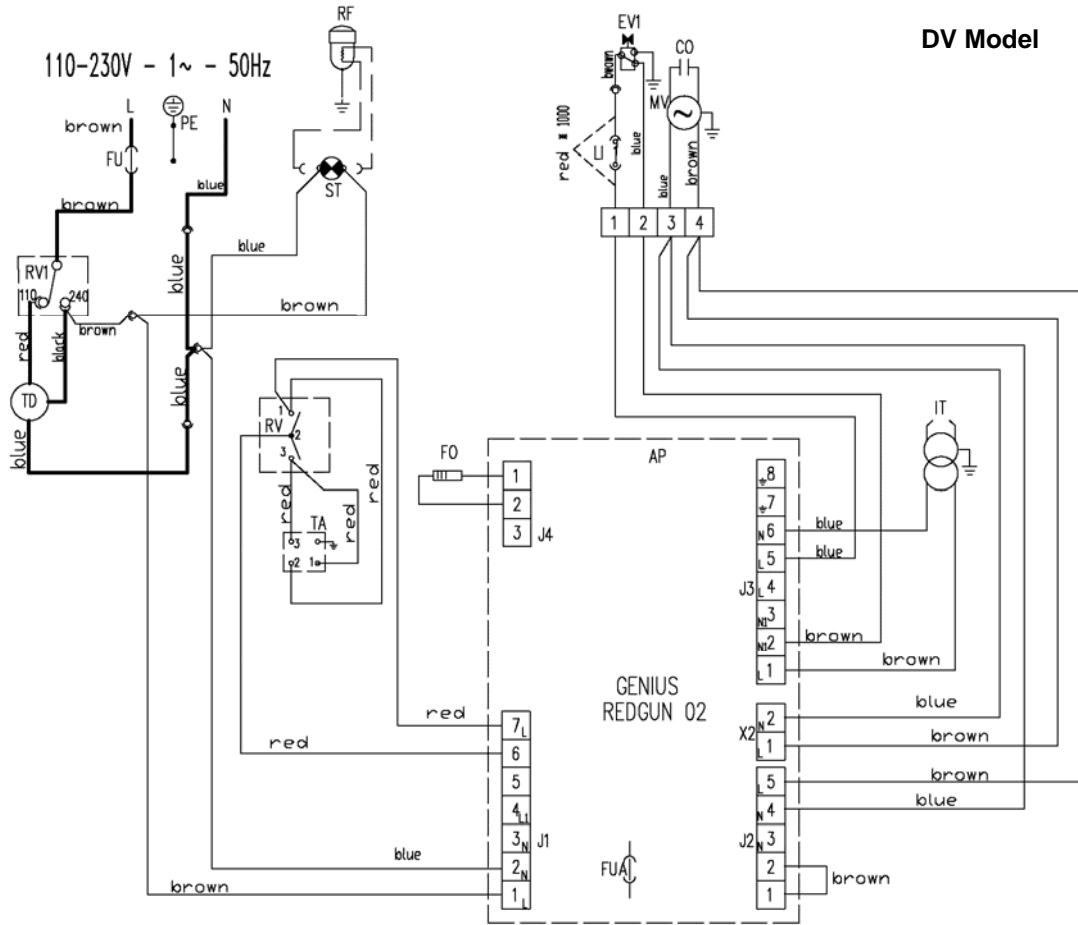 DV Model
110-230V - 1~ - 50Hz
L
PE
N
brown
FU
blue
brown
RV1
110
240
red
black
brown
TD
blue
blue
blue
RF
ST
blue
brown
EV1
CO
MV
brown
red * 1000
LI
blue
blue
brown
1 2 3 4
RV
1
2
3
red
red
red
TA
3
2 1
FO
AP
1
2
3
J4
GENIUS
REDGUN 02
FUA
IT
8
7
N 6
L 5
L 4
N1 3
N1 2
L 1
J3
blue
blue
brown
brown
X2
N 2
L 1
blue
brown
L 5
N 4
N 3
2
1
J2
brown
blue
brown
7 L
6
5
4 L1
3 N
2 N
1 L
J1
red
red
blue
brown